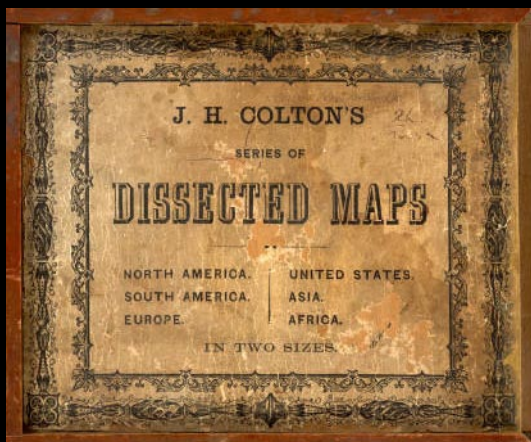 J. H. COLTON'S
SERIES OF
DISSECTED MAPS
NORTH AMERICA.
SOUTH AMERICA.
EUROPE.
UNITED STATES.
ASIA.
AFRICA.
IN TWO SIZES.